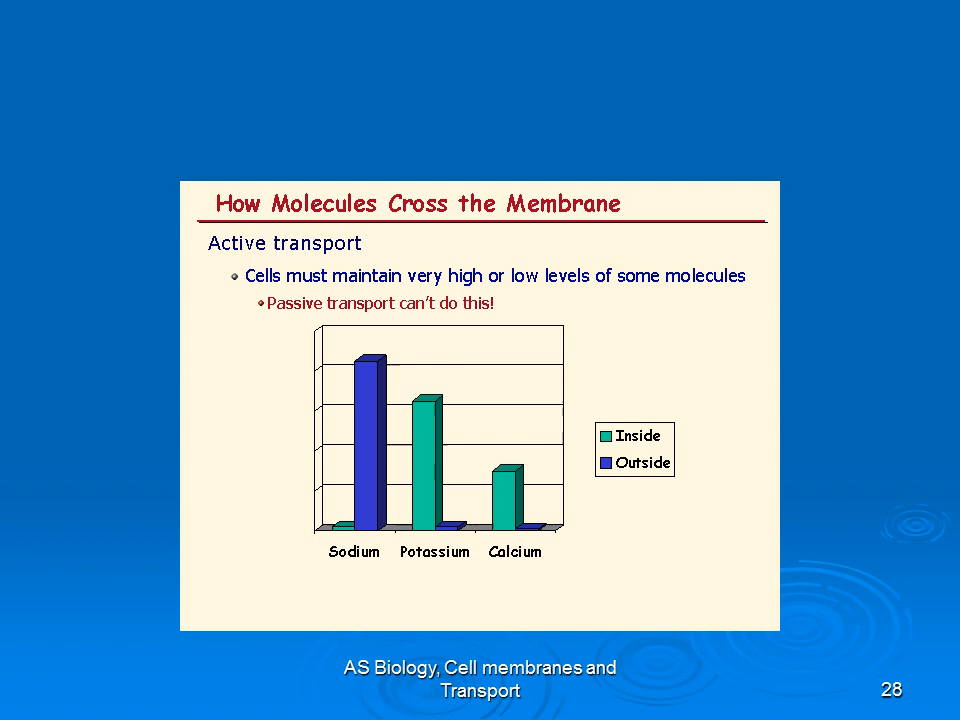 How Molecules Cross the Membrane
Active transport
Cells must maintain very high or low levels of some molecules
Passive transport can't do this!
Inside
Outside
Sodium Potassium Calcium
AS Biology, Cell membranes and
Transport
28